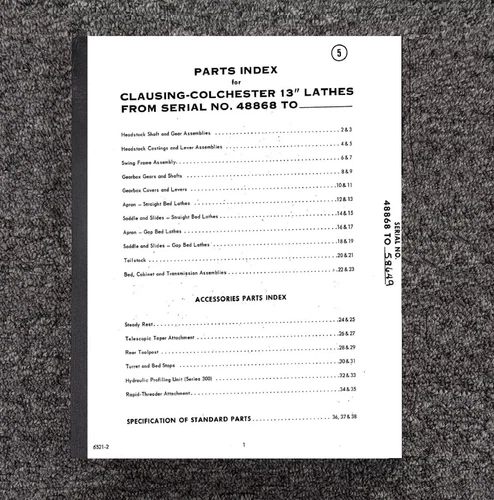 5
PARTS INDEX
for
CLAUSING-COLCHESTER 13" LATHES
FROM SERIAL NO. 48868 TO
Headstock Shaft and Gear Assemblies 2 & 3
Headstock Castings and Lever Assemblies 4 & 5
Swing Frame Assembly 6 & 7
Gearbox Gears and Shafts 8 & 9
Gearbox Covers and Levers 10 & 11
Apron - Straight Bed Lathes 12 & 13
Saddle and Slides - Straight Bed Lathes 14 & 15
Apron - Gap Bed Lathes 16 & 17
Saddle and Slides - Gap Bed Lathes 18 & 19
Tailstock 20 & 21
Bed, Cabinet and Transmission Assemblies 22 & 23
ACCESSORIES PARTS INDEX
Steady Rest 24 & 25
Telescopic Taper Attachment 26 & 27
Rear Toolpost 28 & 29
Turret and Bed Stops 30 & 31
Hydraulic Profiling Unit (Series 300) 32 & 33
Rapid-Threader Attachment 34 & 35
SPECIFICATION OF STANDARD PARTS 36, 37 & 38
6521-2
1
SERIAL NO.
48868 TO 58649